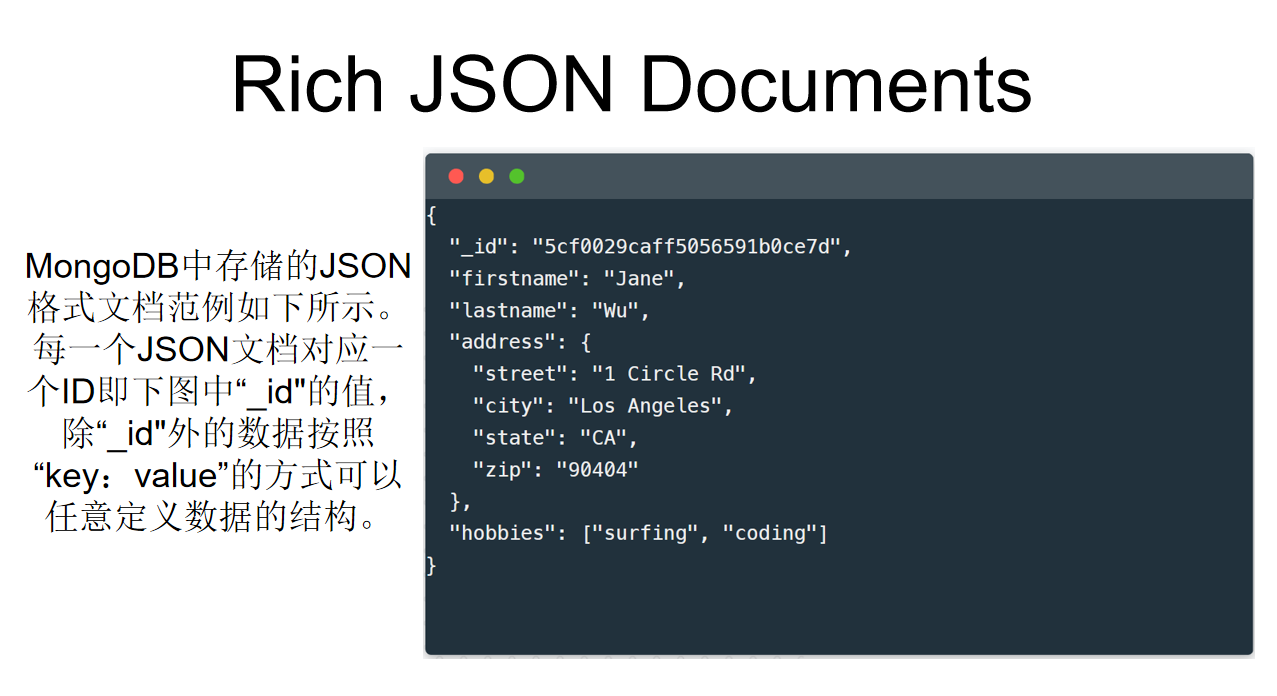 Rich JSON Documents
MongoDB中存储的JSON
格式文档范例如下所示。
每一个JSON文档对应一
个ID即下图中“_id"的值，
除“_id"外的数据按照
“key：value”的方式可以
任意定义数据的结构。
{
"_id": "5cf0029caff5056591b0ce7d",
"firstname": "Jane",
"lastname": "Wu",
"address": {
"street": "1 Circle Rd",
"city": "Los Angeles",
"state": "CA",
"zip": "90404"
},
"hobbies": ["surfing", "coding"]
}